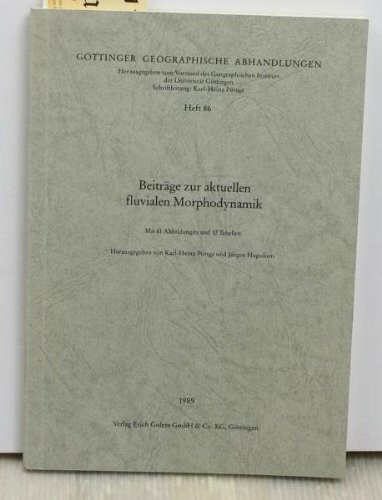 GÖTTINGER GEOGRAPHISCHE ABHANDLUNGEN
Herausgegeben vom Vorstand des Geographischen Instituts
der Universität Göttingen
Schriftleitung: Karl-Heinz Pörtge
Heft 86
Beiträge zur aktuellen
fluvialen Morphodynamik
Mit 61 Abbildungen und 12 Tabellen
Herausgegeben von Karl-Heinz Pörtge und Jürgen Hagedorn
1989
Verlag Erich Goltze GmbH & Co. KG, Göttingen